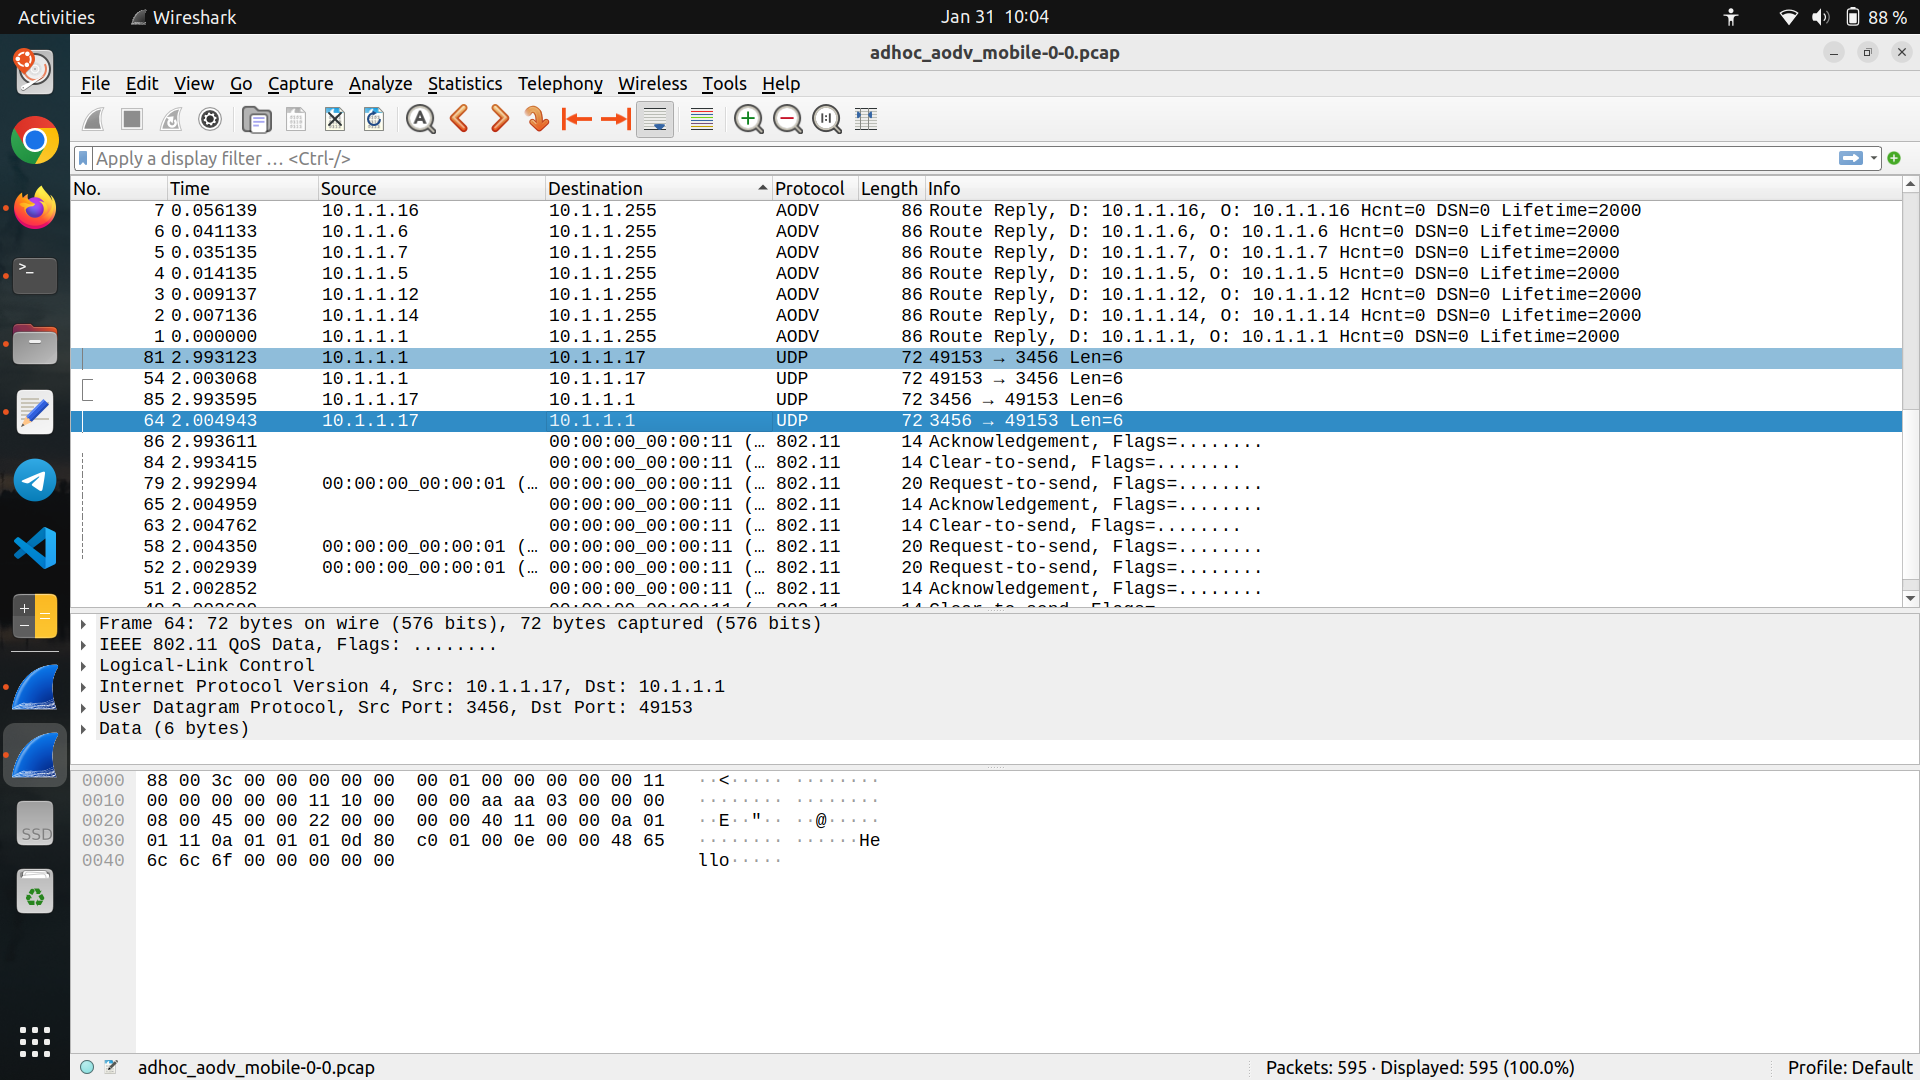 Activities Wireshark Jan 31 10:04 88 %
adhoc_aodv_mobile-0-0.pcap
File Edit View Go Capture Analyze Statistics Telephony Wireless Tools Help
Apply a display filter … <Ctrl-/>
No. Time Source Destination Protocol Length Info
7 0.056139 10.1.1.16 10.1.1.255 AODV 86 Route Reply, D: 10.1.1.16, O: 10.1.1.16 Hcnt=0 DSN=0 Lifetime=2000
6 0.041133 10.1.1.6 10.1.1.255 AODV 86 Route Reply, D: 10.1.1.6, O: 10.1.1.6 Hcnt=0 DSN=0 Lifetime=2000
5 0.035135 10.1.1.7 10.1.1.255 AODV 86 Route Reply, D: 10.1.1.7, O: 10.1.1.7 Hcnt=0 DSN=0 Lifetime=2000
4 0.014135 10.1.1.5 10.1.1.255 AODV 86 Route Reply, D: 10.1.1.5, O: 10.1.1.5 Hcnt=0 DSN=0 Lifetime=2000
3 0.009137 10.1.1.12 10.1.1.255 AODV 86 Route Reply, D: 10.1.1.12, O: 10.1.1.12 Hcnt=0 DSN=0 Lifetime=2000
2 0.007136 10.1.1.14 10.1.1.255 AODV 86 Route Reply, D: 10.1.1.14, O: 10.1.1.14 Hcnt=0 DSN=0 Lifetime=2000
1 0.000000 10.1.1.1 10.1.1.255 AODV 86 Route Reply, D: 10.1.1.1, O: 10.1.1.1 Hcnt=0 DSN=0 Lifetime=2000
81 2.993123 10.1.1.1 10.1.1.17 UDP 72 49153 → 3456 Len=6
54 2.003068 10.1.1.1 10.1.1.17 UDP 72 49153 → 3456 Len=6
85 2.993595 10.1.1.17 10.1.1.1 UDP 72 3456 → 49153 Len=6
64 2.004943 10.1.1.17 10.1.1.1 UDP 72 3456 → 49153 Len=6
86 2.993611 00:00:00_00:00:11 (… 802.11 14 Acknowledgement, Flags=........
84 2.993415 00:00:00_00:00:11 (… 802.11 14 Clear-to-send, Flags=........
79 2.992994 00:00:00_00:00:01 (… 00:00:00_00:00:11 (… 802.11 20 Request-to-send, Flags=........
65 2.004959 00:00:00_00:00:11 (… 802.11 14 Acknowledgement, Flags=........
63 2.004762 00:00:00_00:00:11 (… 802.11 14 Clear-to-send, Flags=........
58 2.004350 00:00:00_00:00:01 (… 00:00:00_00:00:11 (… 802.11 20 Request-to-send, Flags=........
52 2.002939 00:00:00_00:00:01 (… 00:00:00_00:00:11 (… 802.11 20 Request-to-send, Flags=........
51 2.002852 00:00:00_00:00:11 (… 802.11 14 Acknowledgement, Flags=........
Frame 64: 72 bytes on wire (576 bits), 72 bytes captured (576 bits)
IEEE 802.11 QoS Data, Flags: ........
Logical-Link Control
Internet Protocol Version 4, Src: 10.1.1.17, Dst: 10.1.1.1
User Datagram Protocol, Src Port: 3456, Dst Port: 49153
Data (6 bytes)
0000 88 00 3c 00 00 00 00 00 00 01 00 00 00 00 00 11 ··<····· ········
0010 00 00 00 00 00 11 10 00 00 00 aa aa 03 00 00 00 ········ ········
0020 08 00 45 00 00 22 00 00 00 00 40 11 00 00 0a 01 ··E··"·· ··@·····
0030 01 11 0a 01 01 01 0d 80 c0 01 00 0e 00 00 48 65 ········ ······He
0040 6c 6c 6f 00 00 00 00 00 llo·····
SSD
adhoc_aodv_mobile-0-0.pcap Packets: 595 · Displayed: 595 (100.0%) Profile: Default